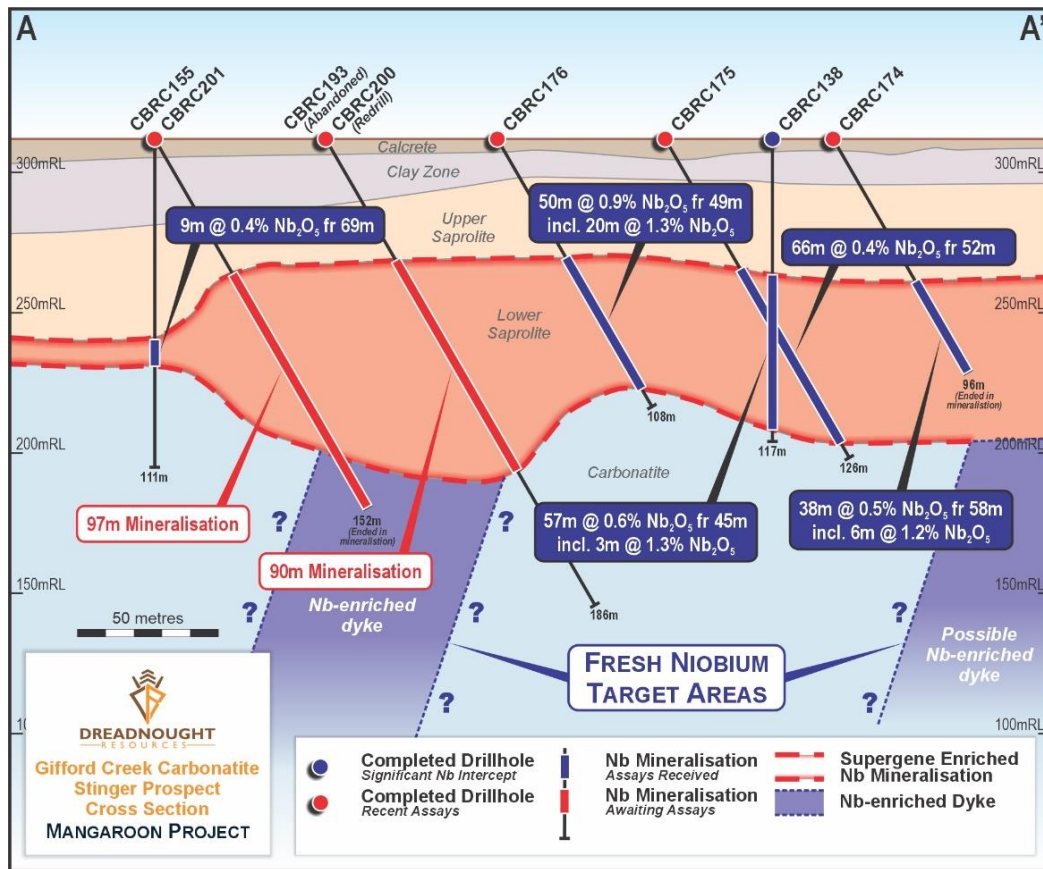 A
A'
CBRC155
CBRC201
CBRC193
(Abandoned)
CBRC200
(Redrill)
CBRC176
CBRC175
CBRC138
CBRC174
300mRL
300mRL
Calcrete
Clay Zone
Upper
Saprolite
9m @ 0.4% Nb₂O₅ fr 69m
50m @ 0.9% Nb₂O₅ fr 49m
incl. 20m @ 1.3% Nb₂O₅
66m @ 0.4% Nb₂O₅ fr 52m
250mRL
250mRL
Lower
Saprolite
96m
(Ended in
mineralisation)
108m
200mRL
200mRL
117m
126m
111m
Carbonatite
97m Mineralisation
152m
(Ended in
mineralisation)
90m Mineralisation
57m @ 0.6% Nb₂O₅ fr 45m
incl. 3m @ 1.3% Nb₂O₅
38m @ 0.5% Nb₂O₅ fr 58m
incl. 6m @ 1.2% Nb₂O₅
?
?
?
?
?
?
?
150mRL
150mRL
186m
Nb-enriched
dyke
50 metres
FRESH NIOBIUM
TARGET AREAS
Possible
Nb-enriched
dyke
100mRL
DREADNOUGHT
RESOURCES
Gifford Creek Carbonatite
Stinger Prospect
Cross Section
MANGAROON PROJECT
Completed Drillhole
Significant Nb Intercept
Completed Drillhole
Recent Assays
Nb Mineralisation
Assays Received
Nb Mineralisation
Awaiting Assays
Supergene Enriched
Nb Mineralisation
Nb-enriched Dyke